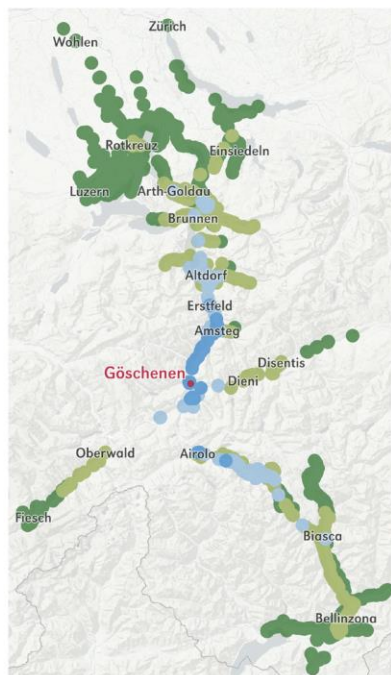 Zürich
Wohlen
Rotkreuz
Einsiedeln
Luzern
Arth-Goldau
Brunnen
Altdorf
Erstfeld
Amsteg
Göschenen
Disentis
Dieni
Oberwald
Airolo
Fiesch
Biasca
Bellinzona